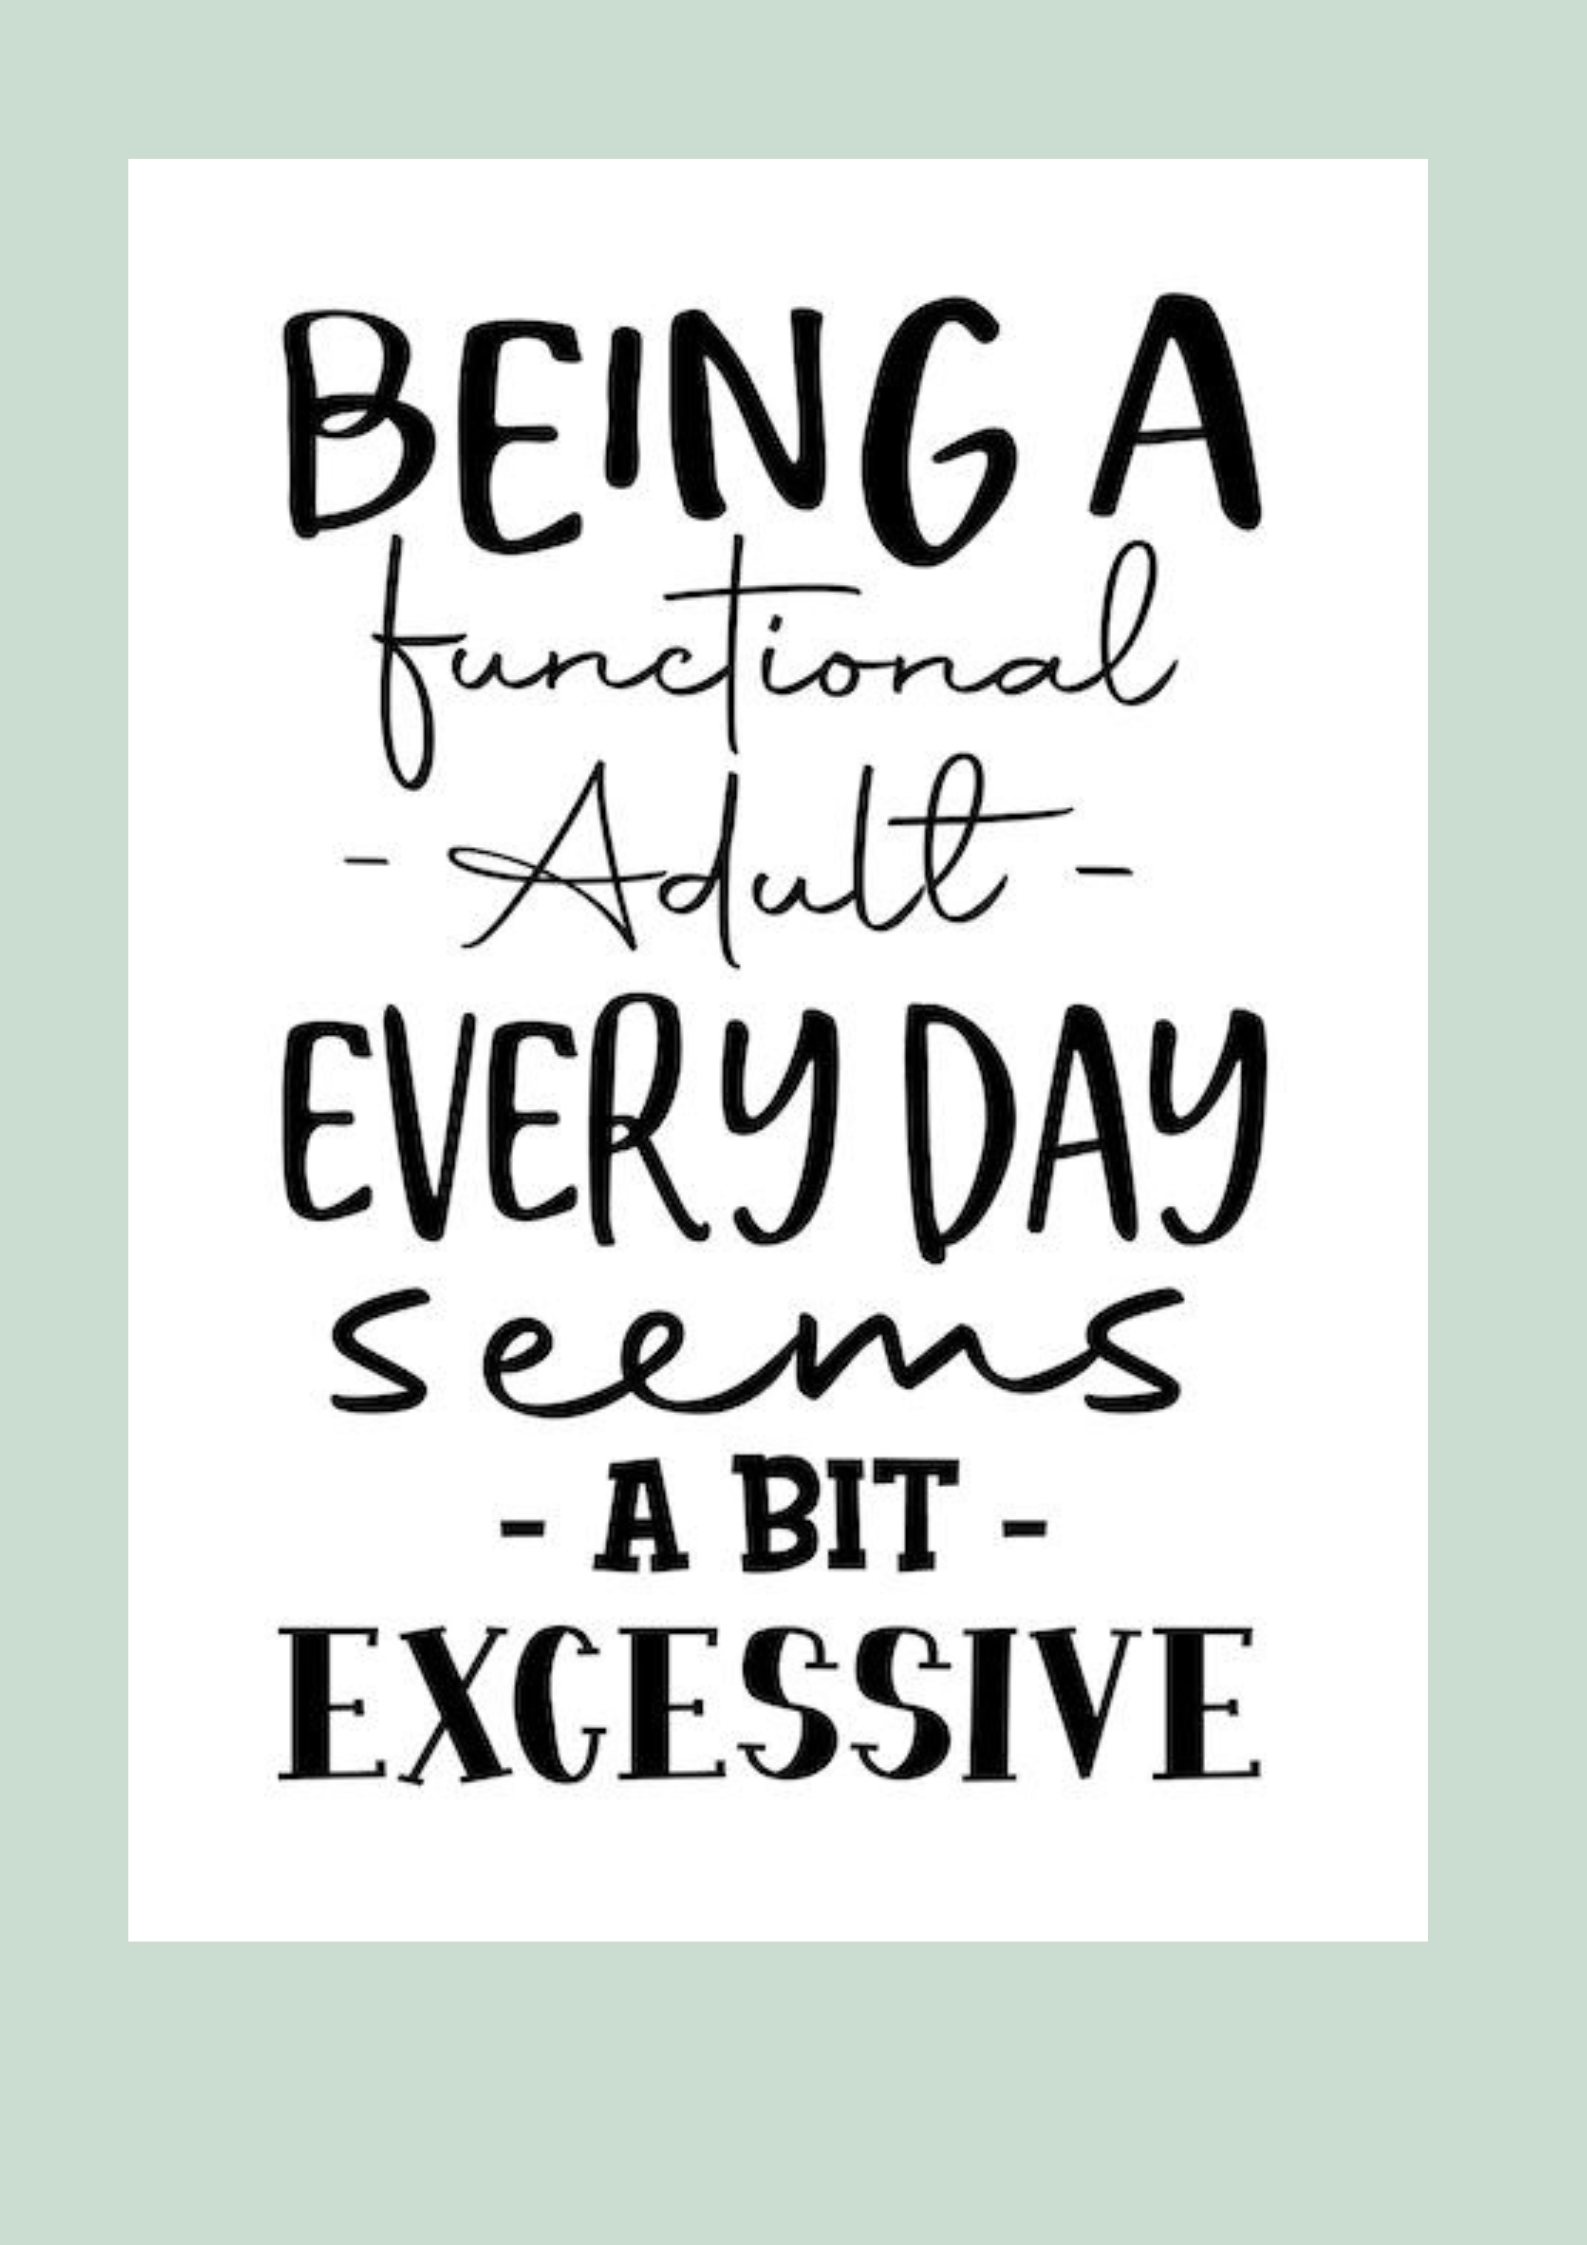 BEING A
functional
- Adult -
EVERY DAY
seems
- A BIT -
EXCESSIVE